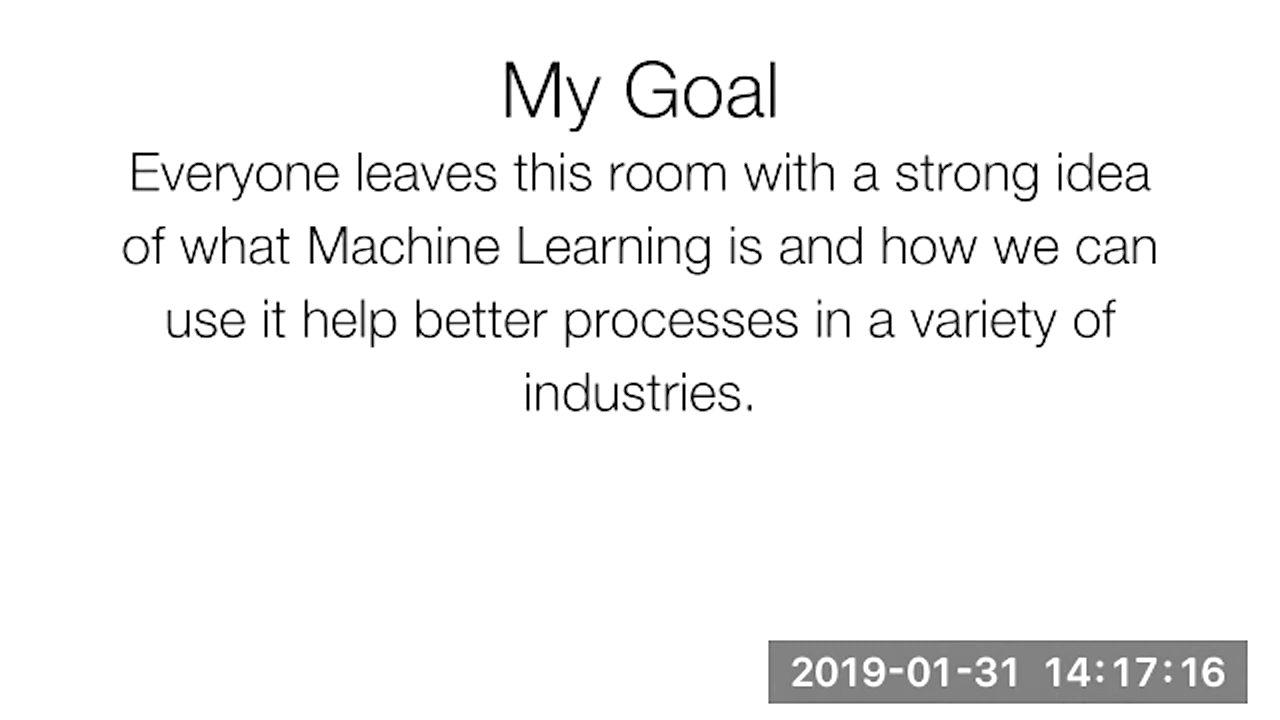 My Goal
Everyone leaves this room with a strong idea
of what Machine Learning is and how we can
use it help better processes in a variety of
industries.
2019-01-31 14:17:16